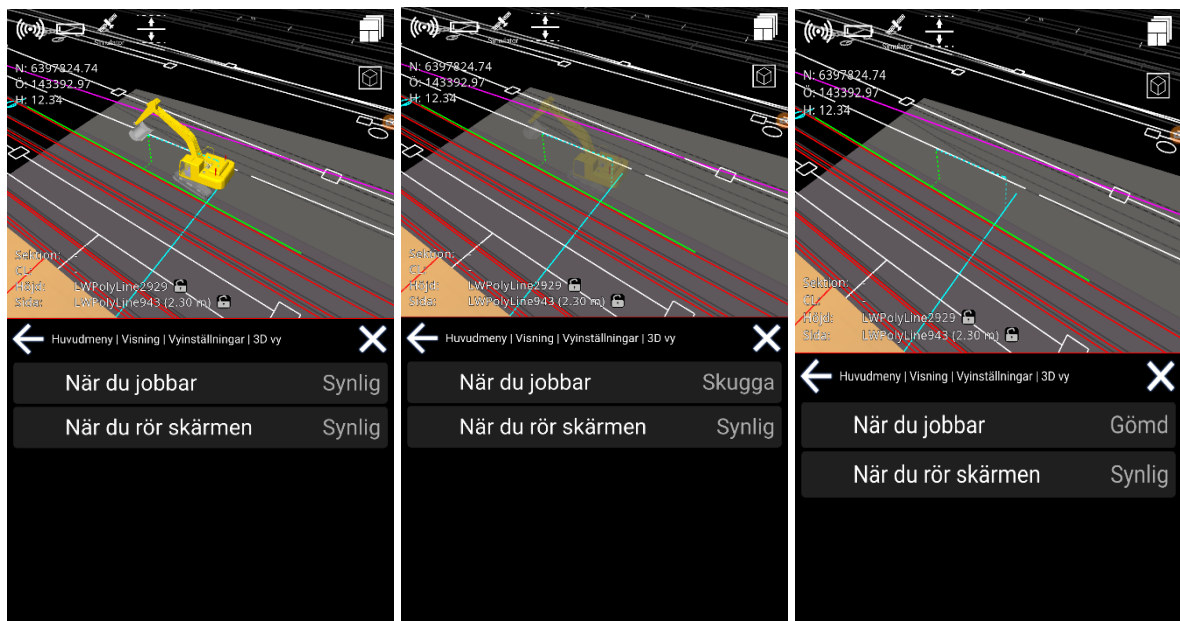 Simulator
N: 6397824.74
Ö: 143392.97
H: 12.34
Sektion: -
CL: -
Höjd: LWPolyLine2929
Sida: LWPolyLine943 (2.30 m)
Huvudmeny | Visning | Vyinställningar | 3D vy
När du jobbar Synlig
När du rör skärmen Synlig
Simulator
N: 6397824.74
Ö: 143392.97
H: 12.34
Sektion: -
CL: -
Höjd: LWPolyLine2929
Sida: LWPolyLine943 (2.30 m)
Huvudmeny | Visning | Vyinställningar | 3D vy
När du jobbar Skugga
När du rör skärmen Synlig
Simulator
N: 6397824.74
Ö: 143392.97
H: 12.34
Sektion: -
CL: -
Höjd: LWPolyLine2929
Sida: LWPolyLine943 (2.30 m)
Huvudmeny | Visning | Vyinställningar | 3D vy
När du jobbar Gömd
När du rör skärmen Synlig